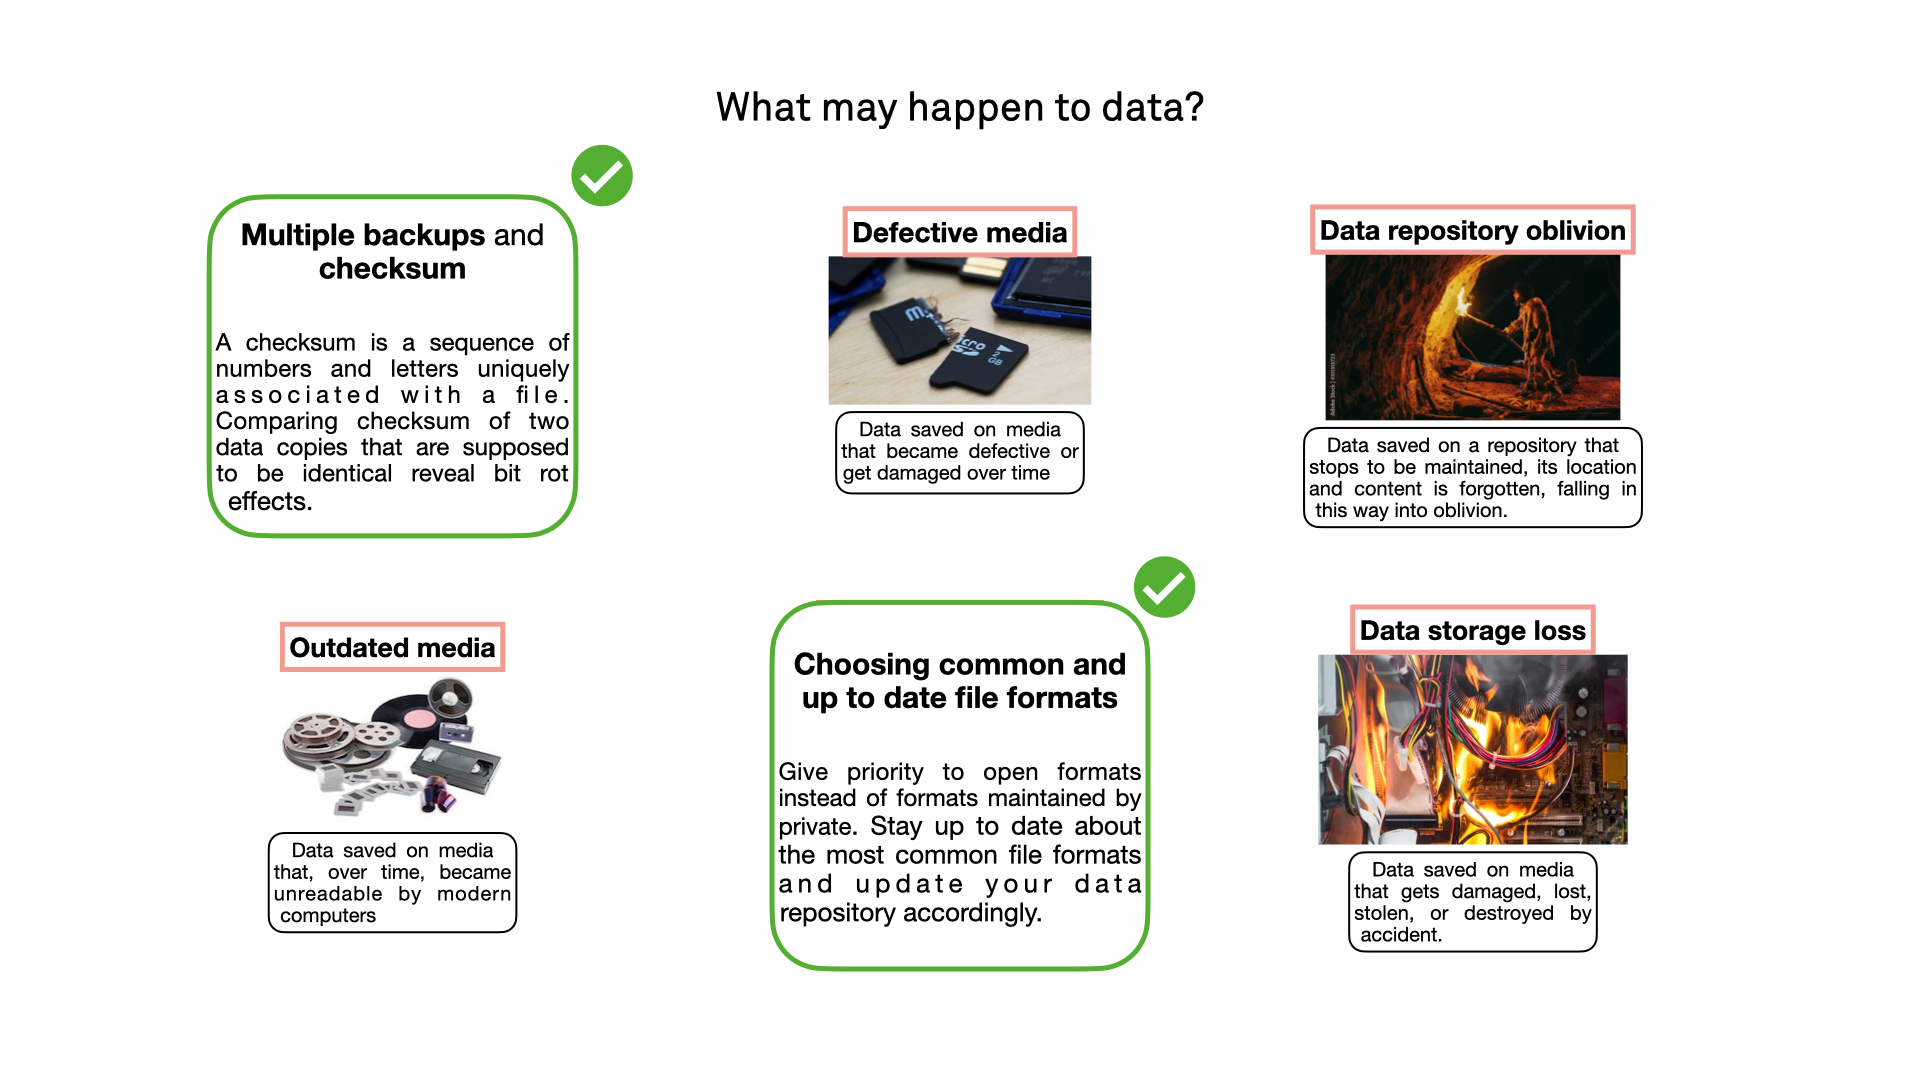 What may happen to data?
Multiple backups and
checksum
A checksum is a sequence of
numbers and letters uniquely
associated with a file.
Comparing checksum of two
data copies that are supposed
to be identical reveal bit rot
effects.
Defective media
2
GB
Data saved on media
that became defective or
get damaged over time
Data repository oblivion
Adobe Stock
Data saved on a repository that
stops to be maintained, its location
and content is forgotten, falling in
this way into oblivion.
Outdated media
Data saved on media
that, over time, became
unreadable by modern
computers
Choosing common and
up to date file formats
Give priority to open formats
instead of formats maintained by
private. Stay up to date about
the most common file formats
and update your data
repository accordingly.
Data storage loss
Data saved on media
that gets damaged, lost,
stolen, or destroyed by
accident.